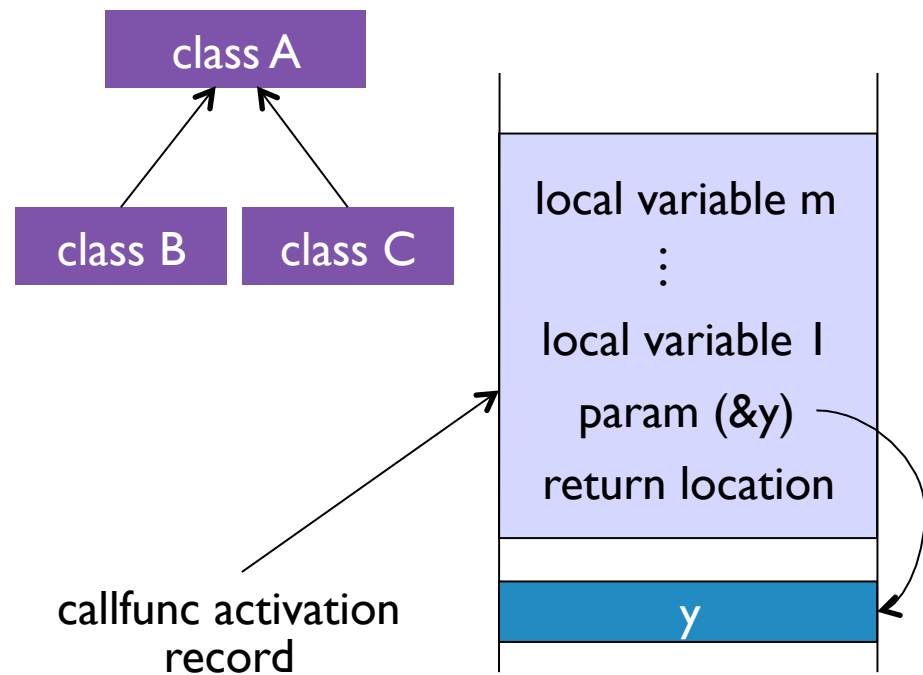 class A
class B
class C
local variable m
⋮
local variable 1
param (&y)
return location
callfunc activation
record
y